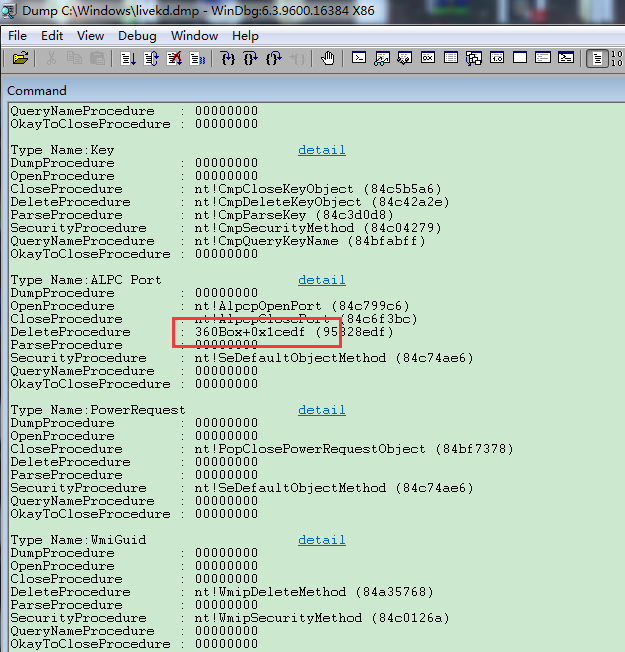 Dump C:\Windows\livekd.dmp - WinDbg:6.3.9600.16384 X86
File Edit View Debug Window Help
Command
QueryNameProcedure : 00000000
OkayToCloseProcedure : 00000000
Type Name:Key detail
DumpProcedure : 00000000
OpenProcedure : 00000000
CloseProcedure : nt!CmpCloseKeyObject (84c5b5a6)
DeleteProcedure : nt!CmpDeleteKeyObject (84c42a2e)
ParseProcedure : nt!CmpParseKey (84c3d0d8)
SecurityProcedure : nt!CmpSecurityMethod (84c04279)
QueryNameProcedure : nt!CmpQueryKeyName (84bfabff)
OkayToCloseProcedure : 00000000
Type Name:ALPC Port detail
DumpProcedure : 00000000
OpenProcedure : nt!AlpcpOpenPort (84c799c6)
CloseProcedure : nt!AlpcpClosePort (84c6f3bc)
DeleteProcedure : 360Box+0x1cedf (95828edf)
ParseProcedure : 00000000
SecurityProcedure : nt!SeDefaultObjectMethod (84c74ae6)
QueryNameProcedure : 00000000
OkayToCloseProcedure : 00000000
Type Name:PowerRequest detail
DumpProcedure : 00000000
OpenProcedure : 00000000
CloseProcedure : nt!PopClosePowerRequestObject (84bf7378)
DeleteProcedure : 00000000
ParseProcedure : 00000000
SecurityProcedure : nt!SeDefaultObjectMethod (84c74ae6)
QueryNameProcedure : 00000000
OkayToCloseProcedure : 00000000
Type Name:WmiGuid detail
DumpProcedure : 00000000
OpenProcedure : 00000000
CloseProcedure : 00000000
DeleteProcedure : nt!WmipDeleteMethod (84a35768)
ParseProcedure : 00000000
SecurityProcedure : nt!WmipSecurityMethod (84c0126a)
QueryNameProcedure : 00000000
OkayToCloseProcedure : 00000000